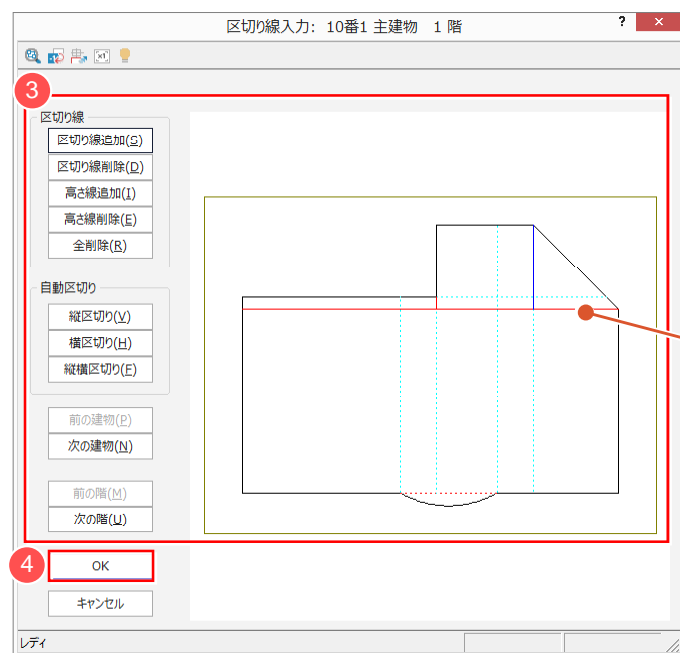 区切り線入力: 10番1 主建物　1 階
?
×
3
区切り線
区切り線追加(S)
区切り線削除(D)
高さ線追加(I)
高さ線削除(E)
全削除(R)
自動区切り
縦区切り(V)
横区切り(H)
縦横区切り(F)
前の建物(P)
次の建物(N)
前の階(M)
次の階(U)
4
OK
キャンセル
レディ